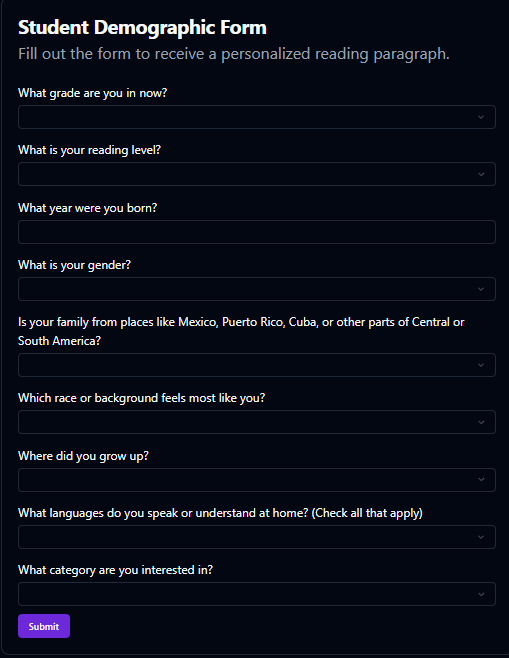 Student Demographic Form
Fill out the form to receive a personalized reading paragraph.
What grade are you in now?
What is your reading level?
What year were you born?
What is your gender?
Is your family from places like Mexico, Puerto Rico, Cuba, or other parts of Central or
South America?
Which race or background feels most like you?
Where did you grow up?
What languages do you speak or understand at home? (Check all that apply)
What category are you interested in?
Submit